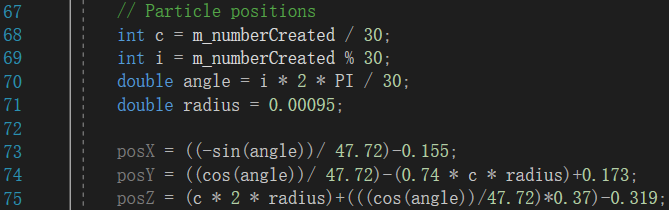 67 // Particle positions
68 int c = m_numberCreated / 30;
69 int i = m_numberCreated % 30;
70 double angle = i * 2 * PI / 30;
71 double radius = 0.00095;
72
73 posX = ((-sin(angle))/ 47.72)-0.155;
74 posY = ((cos(angle))/ 47.72)-(0.74 * c * radius)+0.173;
75 posZ = (c * 2 * radius)+(((cos(angle))/47.72)*0.37)-0.319;